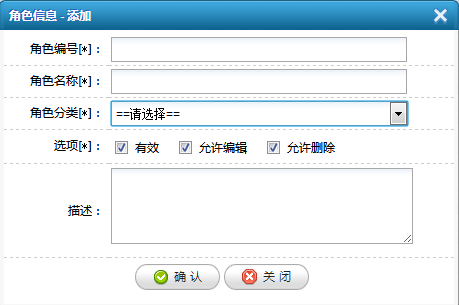 角色信息 - 添加
角色编号[*]：
角色名称[*]：
角色分类[*]： ==请选择==
选项[*]： 有效 允许编辑 允许删除
描述：
确 认 关 闭